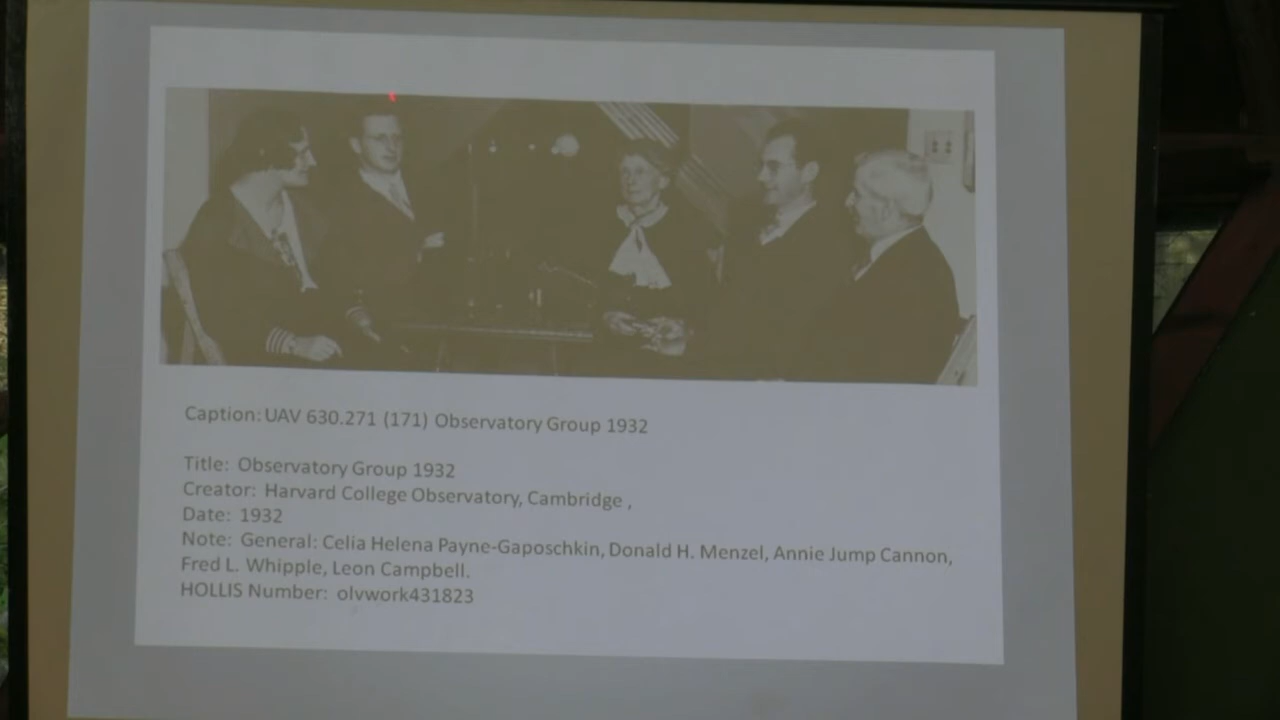 Caption: UAV 630.271 (171) Observatory Group 1932
Title: Observatory Group 1932
Creator: Harvard College Observatory, Cambridge ,
Date: 1932
Note: General: Celia Helena Payne-Gaposchkin, Donald H. Menzel, Annie Jump Cannon,
Fred L. Whipple, Leon Campbell.
HOLLIS Number: olvwork431823